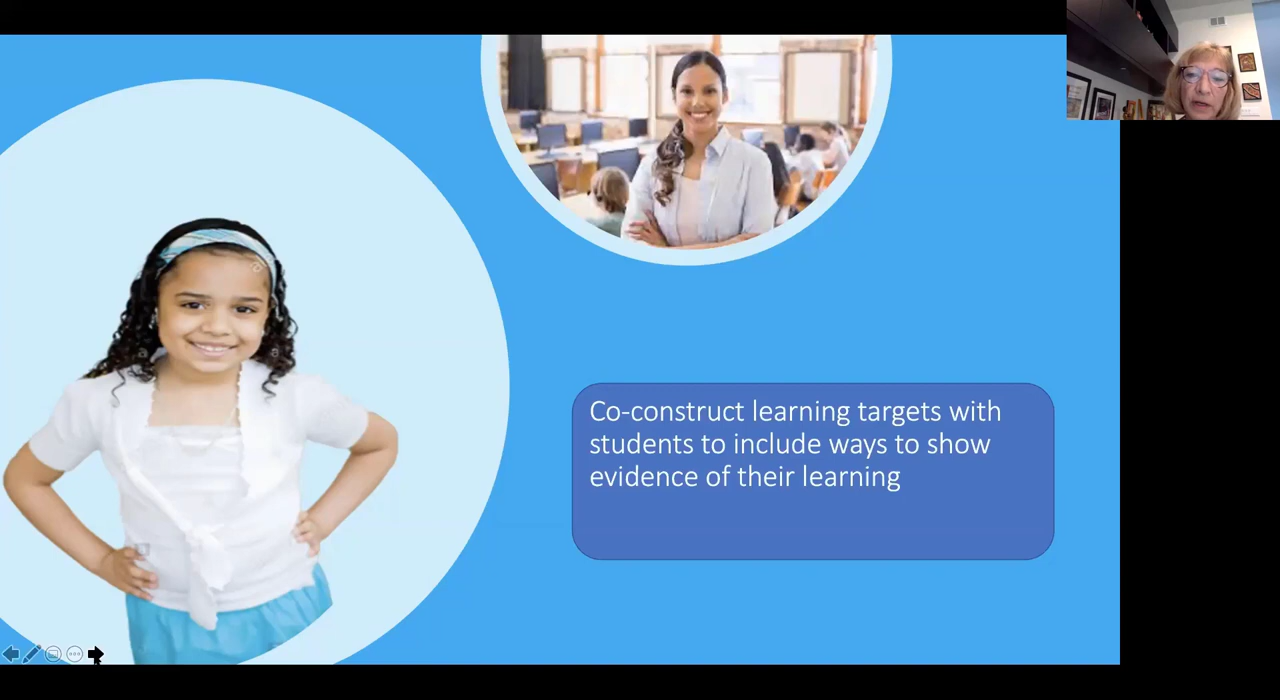 Co-construct learning targets with
students to include ways to show
evidence of their learning